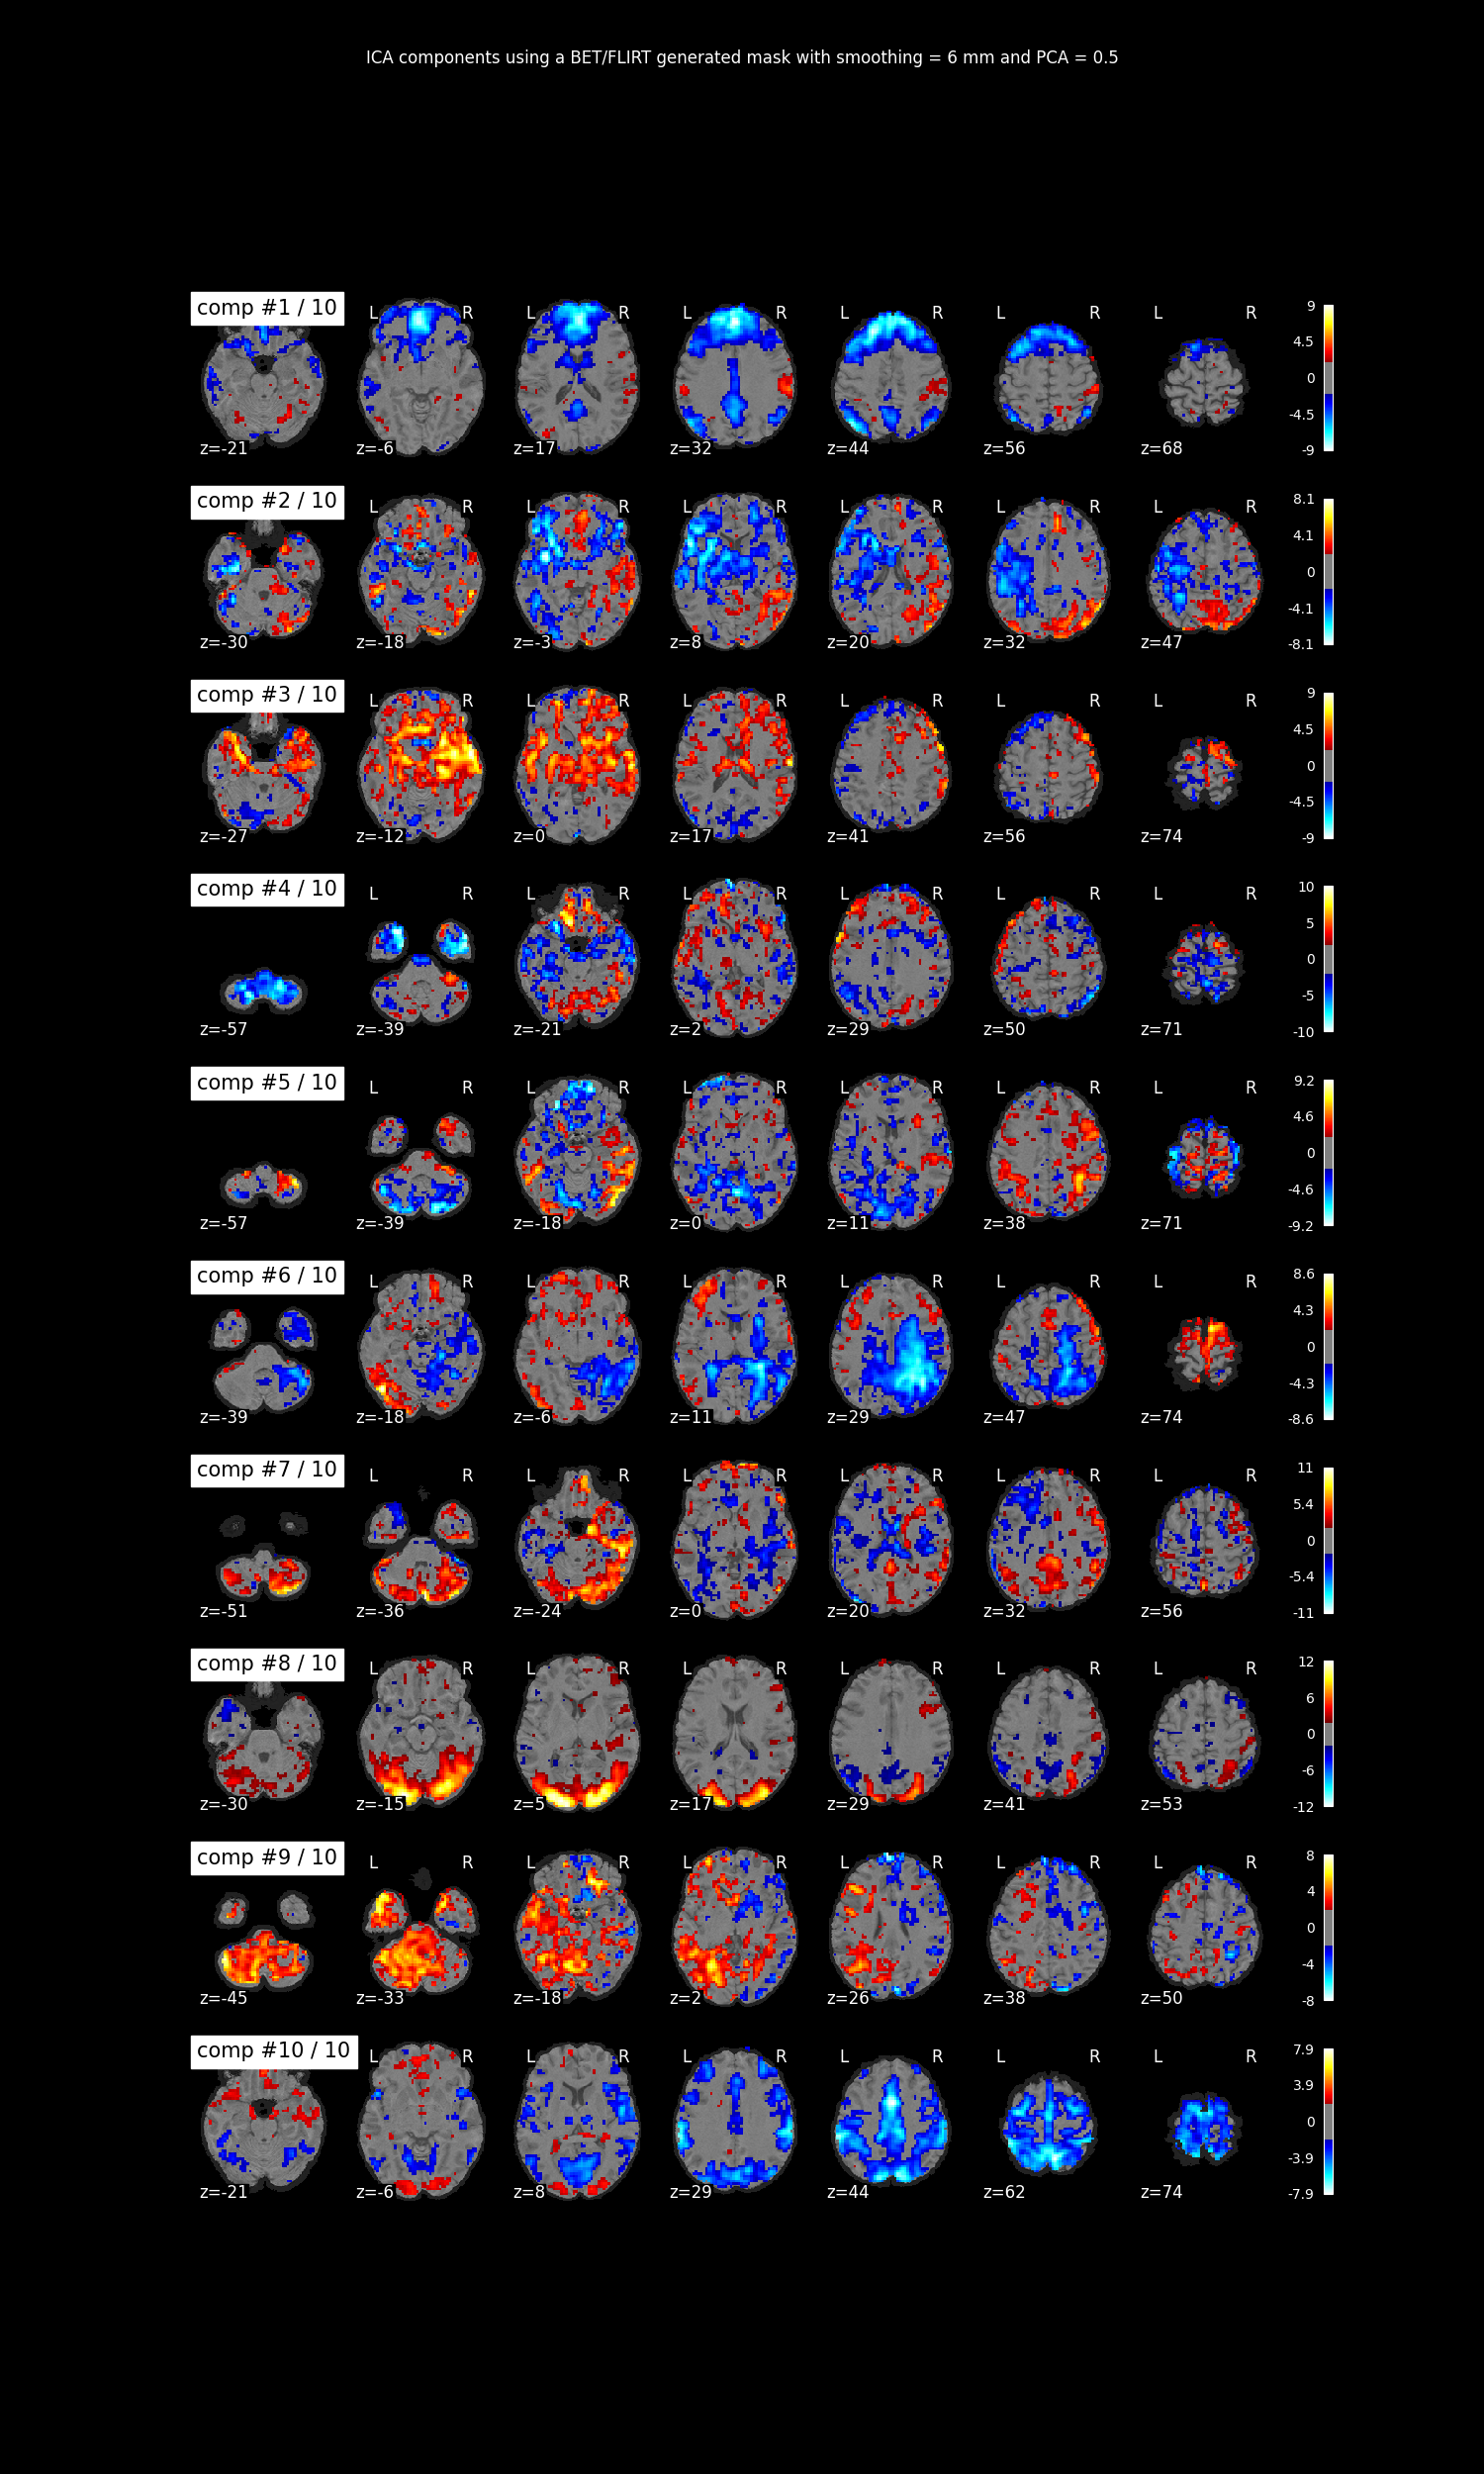 ICA components using a BET/FLIRT generated mask with smoothing = 6 mm and PCA = 0.5
comp #1 / 10 L R L R L R L R L R L R
9
4.5
0
-4.5
-9
z=-21 z=-6 z=17 z=32 z=44 z=56 z=68
comp #2 / 10 L R L R L R L R L R L R
8.1
4.1
0
-4.1
-8.1
z=-30 z=-18 z=-3 z=8 z=20 z=32 z=47
comp #3 / 10 L R L R L R L R L R L R
9
4.5
0
-4.5
-9
z=-27 z=-12 z=0 z=17 z=41 z=56 z=74
comp #4 / 10 L R L R L R L R L R L R
10
5
0
-5
-10
z=-57 z=-39 z=-21 z=2 z=29 z=50 z=71
comp #5 / 10 L R L R L R L R L R L R
9.2
4.6
0
-4.6
-9.2
z=-57 z=-39 z=-18 z=0 z=11 z=38 z=71
comp #6 / 10 L R L R L R L R L R L R
8.6
4.3
0
-4.3
-8.6
z=-39 z=-18 z=-6 z=11 z=29 z=47 z=74
comp #7 / 10 L R L R L R L R L R L R
11
5.4
0
-5.4
-11
z=-51 z=-36 z=-24 z=0 z=20 z=32 z=56
comp #8 / 10 L R L R L R L R L R L R
12
6
0
-6
-12
z=-30 z=-15 z=5 z=17 z=29 z=41 z=53
comp #9 / 10 L R L R L R L R L R L R
8
4
0
-4
-8
z=-45 z=-33 z=-18 z=2 z=26 z=38 z=50
comp #10 / 10 L R L R L R L R L R L R
7.9
3.9
0
-3.9
-7.9
z=-21 z=-6 z=8 z=29 z=44 z=62 z=74